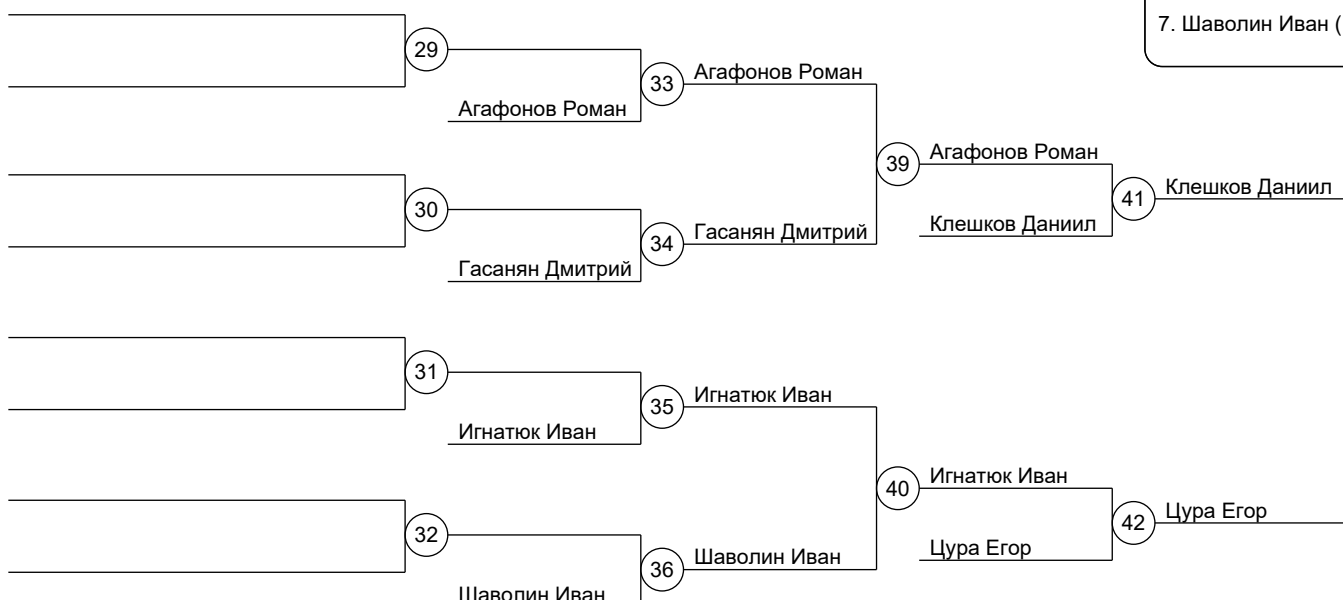 7. Шаволин Иван (
29
33
Агафонов Роман
Агафонов Роман
39
Агафонов Роман
30
34
Гасанян Дмитрий
Гасанян Дмитрий
Клешков Даниил
41
Клешков Даниил
31
35
Игнатюк Иван
Игнатюк Иван
40
Игнатюк Иван
32
36
Шаволин Иван
Шаволин Иван
Цура Егор
42
Цура Егор